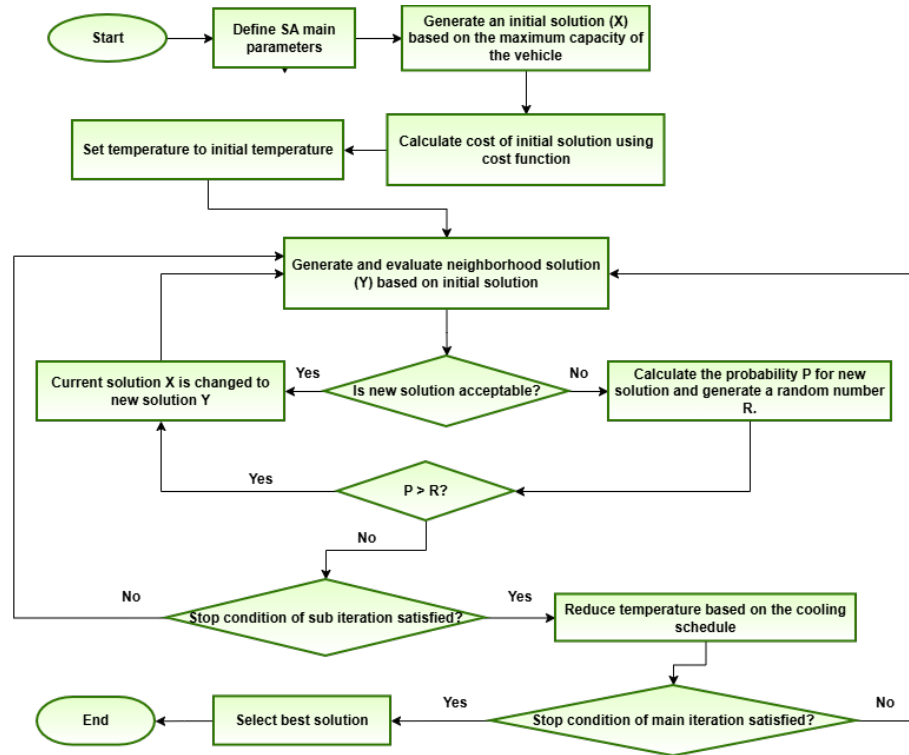 Start
Define SA main
parameters
Generate an initial solution (X)
based on the maximum capacity of
the vehicle
Set temperature to initial temperature
Calculate cost of initial solution using
cost function
Generate and evaluate neighborhood solution
(Y) based on initial solution
Current solution X is changed to
new solution Y
Yes
Is new solution acceptable?
No
Calculate the probability P for new
solution and generate a random number
R.
Yes
P > R?
No
No
Stop condition of sub iteration satisfied?
Yes
Reduce temperature based on the cooling
schedule
End
Select best solution
Yes
Stop condition of main iteration satisfied?
No